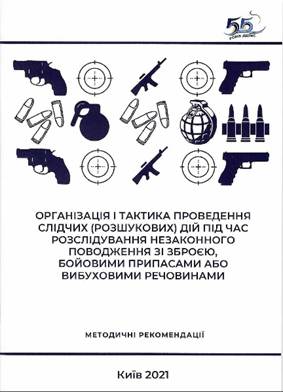 55
ОРГАНІЗАЦІЯ І ТАКТИКА ПРОВЕДЕННЯ
СЛІДЧИХ (РОЗШУКОВИХ) ДІЙ ПІД ЧАС
РОЗСЛІДУВАННЯ НЕЗАКОННОГО
ПОВОДЖЕННЯ ЗІ ЗБРОЄЮ,
БОЙОВИМИ ПРИПАСАМИ АБО
ВИБУХОВИМИ РЕЧОВИНАМИ
МЕТОДИЧНІ РЕКОМЕНДАЦІЇ
Київ 2021